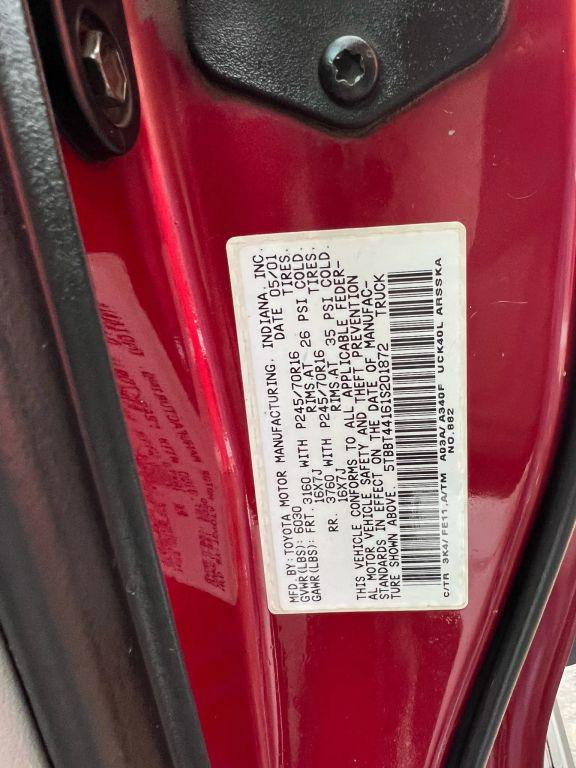 MFD. BY: TOYOTA MOTOR MANUFACTURING, INDIANA, INC.
GVWR(LBS): 6030 DATE 05/01
GAWR(LBS): FRT. 3160 WITH P245/70R16 TIRES,
16X7J RIMS,AT 26 PSI COLD.
RR. 3760 WITH P245/70R16 TIRES,
16X7J RIMS,AT 35 PSI COLD.
THIS VEHICLE CONFORMS TO ALL APPLICABLE FEDER-
AL MOTOR VEHICLE SAFETY AND THEFT PREVENTION
STANDARDS IN EFFECT ON THE DATE OF MANUFAC-
TURE SHOWN ABOVE. 5TBBT44161S201872 TRUCK
C/TR 3K4/ FE11,A/TM A03A/ A340F UCK40L ARSSKA
NO.882